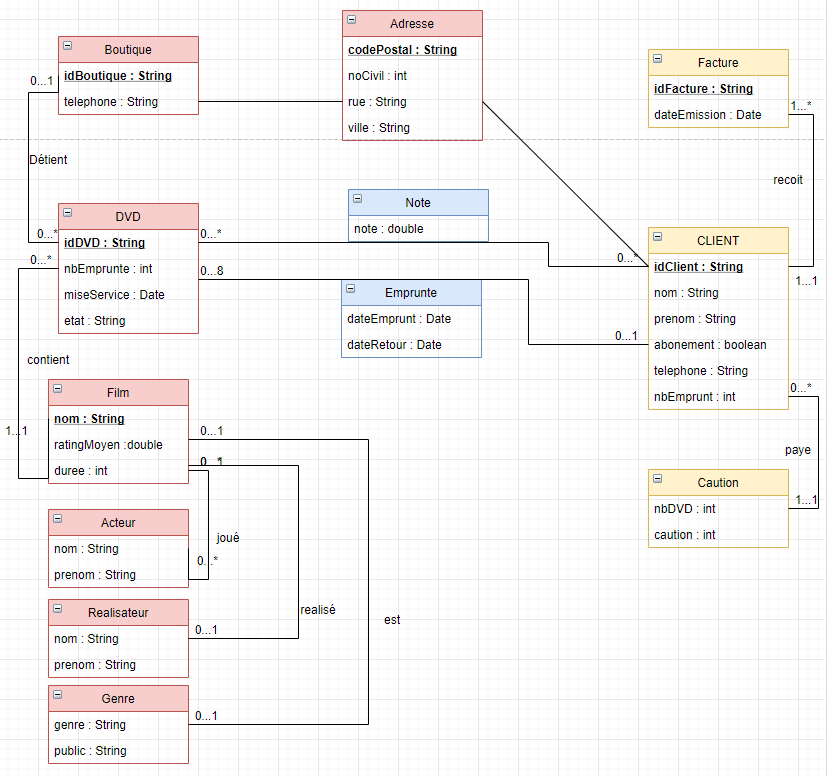 Boutique
idBoutique : String
telephone : String
Adresse
codePostal : String
noCivil : int
rue : String
ville : String
Facture
idFacture : String
dateEmission : Date
0...1
Détient
0...*
1...*
recoit
1...1
DVD
idDVD : String
nbEmprunte : int
miseService : Date
etat : String
0...*
0...8
Note
note : double
Emprunte
dateEmprunt : Date
dateRetour : Date
0...*
0...1
CLIENT
idClient : String
nom : String
prenom : String
abonement : boolean
telephone : String
nbEmprunt : int
0...*
contient
1...1
Film
nom : String
ratingMoyen :double
duree : int
0...1
0...*
paye
1...1
Caution
nbDVD : int
caution : int
Acteur
nom : String
prenom : String
joué
0...*
Realisateur
nom : String
prenom : String
0...1
realisé
est
Genre
genre : String
public : String
0...1